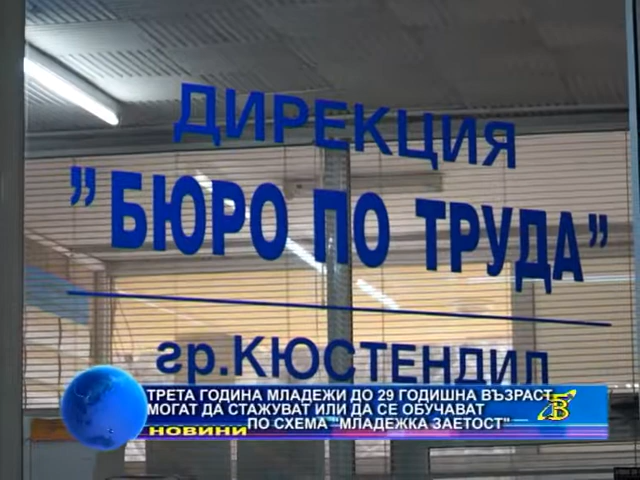 ДИРЕКЦИЯ
"БЮРО ПО ТРУДА"
гр.КЮСТЕНДИЛ
ТРЕТА ГОДИНА МЛАДЕЖИ ДО 29 ГОДИШНА ВЪЗРАСТ
МОГАТ ДА СТАЖУВАТ ИЛИ ДА СЕ ОБУЧАВАТ
ПО СХЕМА "МЛАДЕЖКА ЗАЕТОСТ"
НОВИНИ